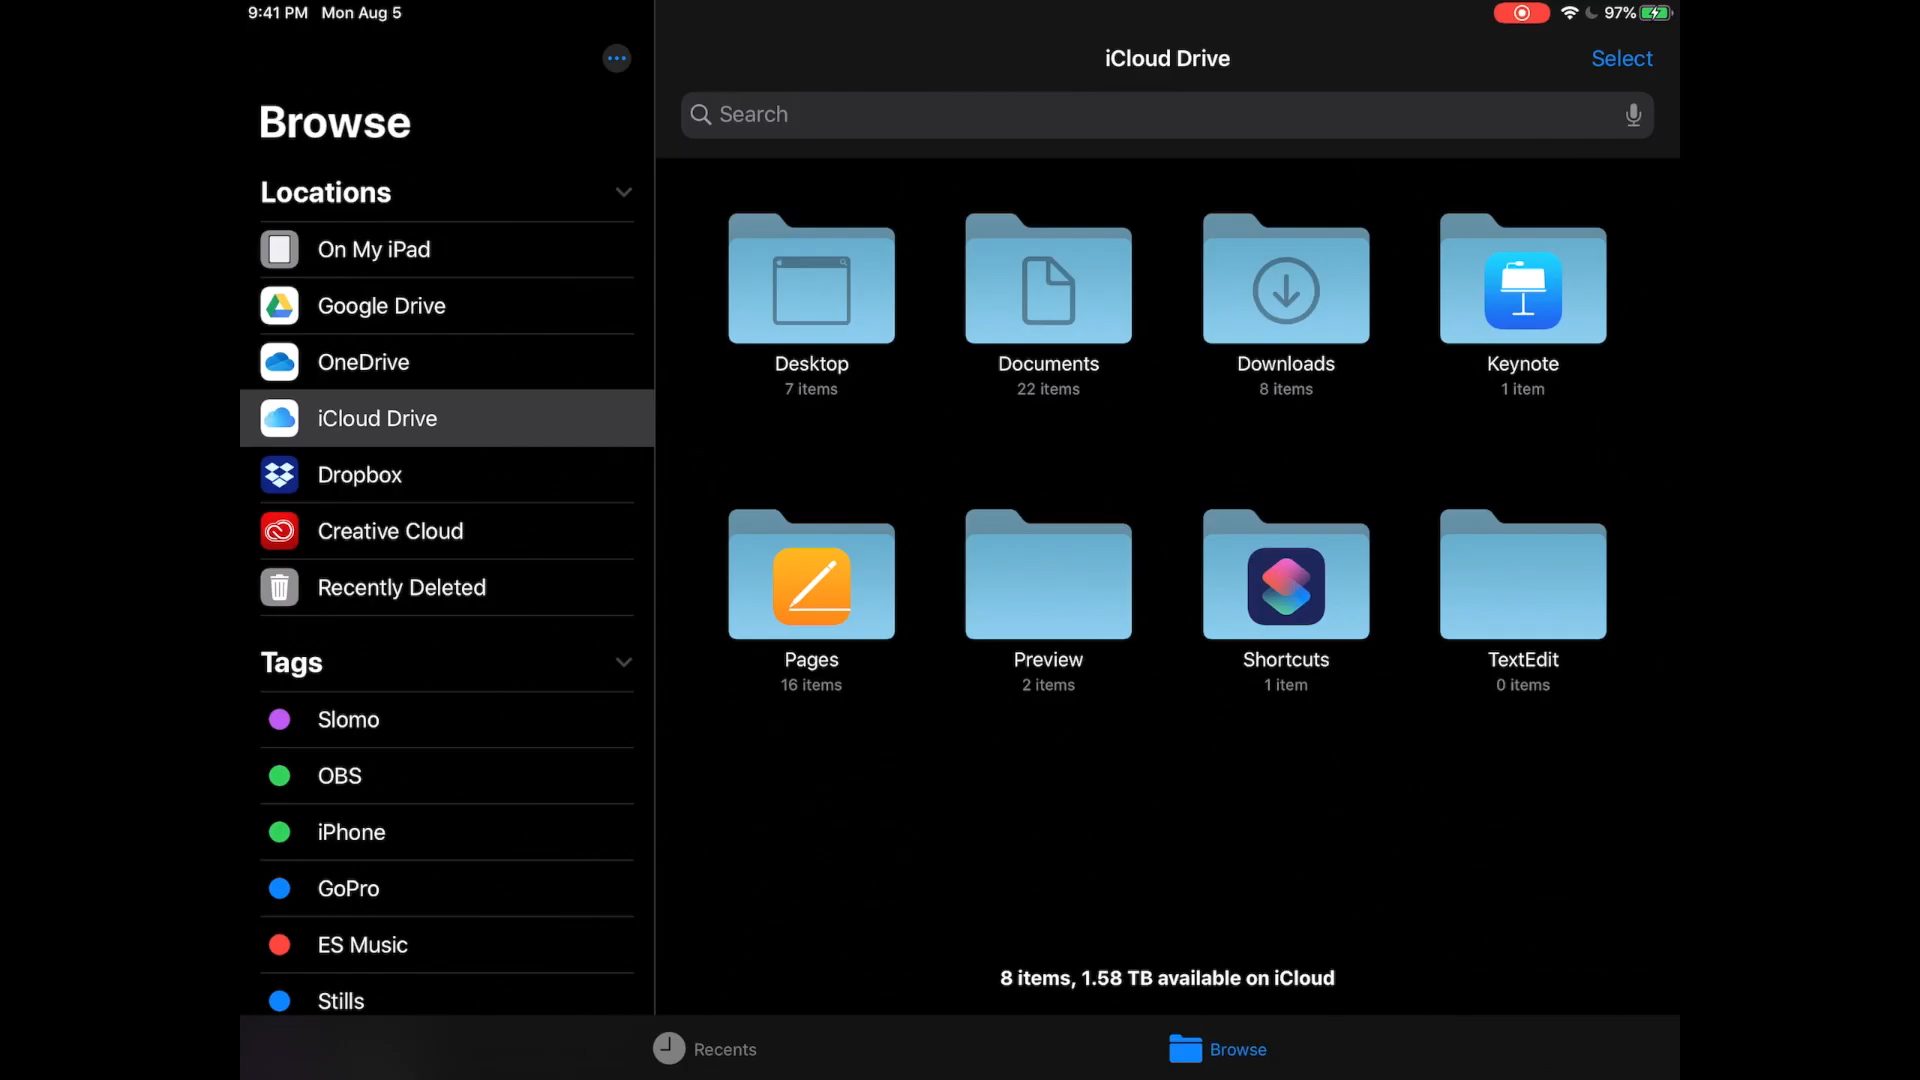 9:41 PM Mon Aug 5
97%
Browse
Locations
On My iPad
Google Drive
OneDrive
iCloud Drive
Dropbox
Creative Cloud
Recently Deleted
Tags
Slomo
OBS
iPhone
GoPro
ES Music
Stills
iCloud Drive
Select
Search
Desktop
7 items
Documents
22 items
Downloads
8 items
Keynote
1 item
Pages
16 items
Preview
2 items
Shortcuts
1 item
TextEdit
0 items
8 items, 1.58 TB available on iCloud
Recents
Browse